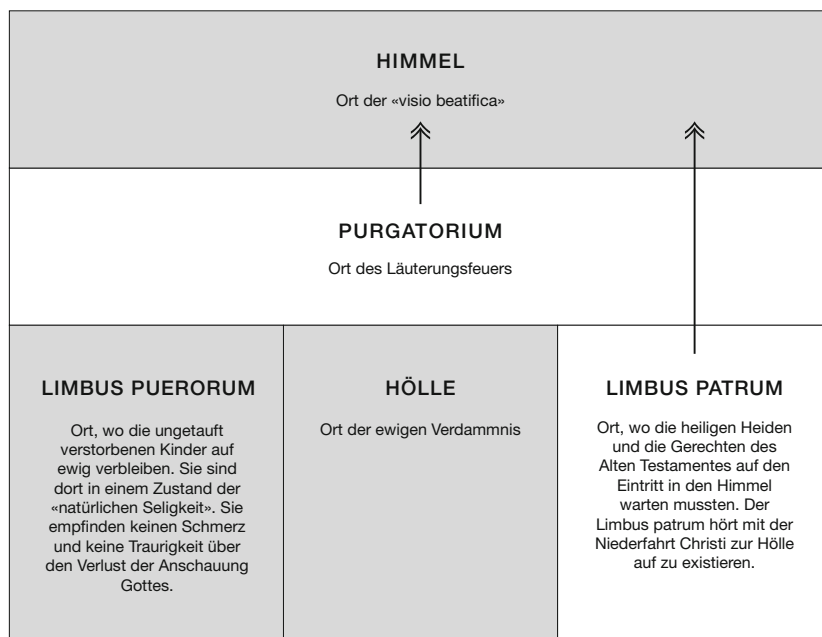 HIMMEL
Ort der «visio beatifica»
PURGATORIUM
Ort des Läuterungsfeuers
LIMBUS PUERORUM
Ort, wo die ungetauft
verstorbenen Kinder auf
ewig verbleiben. Sie sind
dort in einem Zustand der
«natürlichen Seligkeit». Sie
empfinden keinen Schmerz
und keine Traurigkeit über
den Verlust der Anschauung
Gottes.
HÖLLE
Ort der ewigen Verdammnis
LIMBUS PATRUM
Ort, wo die heiligen Heiden
und die Gerechten des
Alten Testamentes auf den
Eintritt in den Himmel
warten mussten. Der
Limbus patrum hört mit der
Niederfahrt Christi zur Hölle
auf zu existieren.